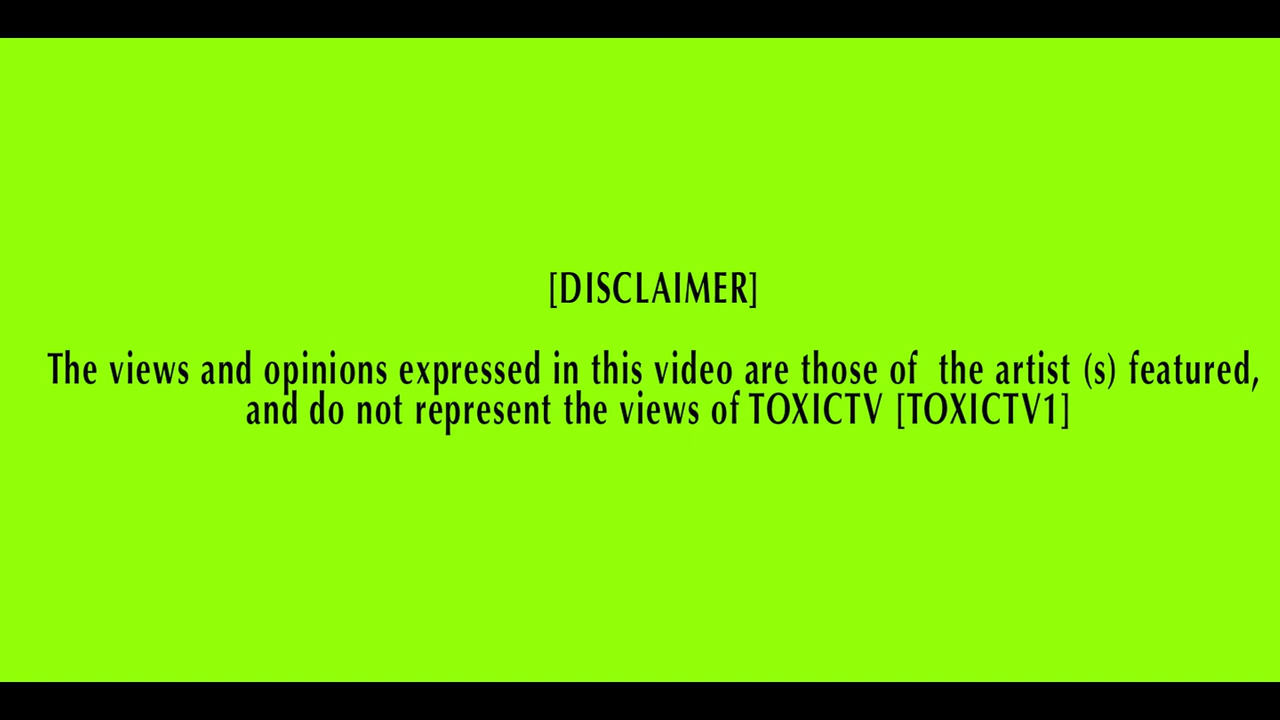 [DISCLAIMER]
The views and opinions expressed in this video are those of  the artist (s) featured,
and do not represent the views of TOXICTV [TOXICTV1]